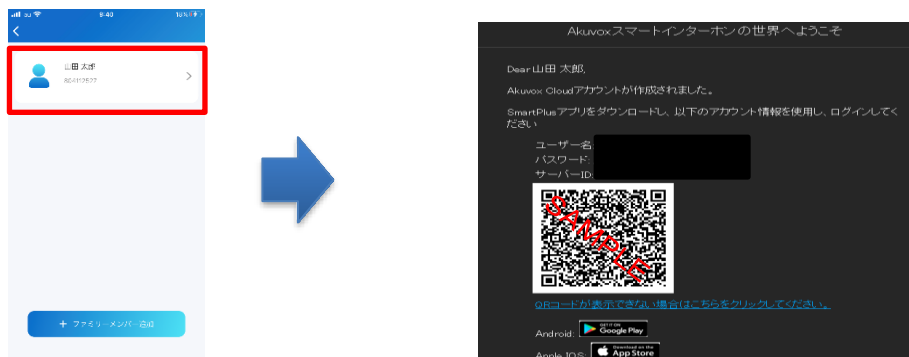 9:40
山田 太郎
+ ファミリーメンバー追加
Akuvoxスマートインターホンの世界へようこそ
Dear山田 太郎,
Akuvox Cloudアカウントが作成されました。
SmartPlusアプリをダウンロードし、以下のアカウント情報を使用し、ログインしてく
ださい
ユーザー名
パスワード:
サーバーID:
SAMPLE
QRコードが表示できない場合はこちらをクリックしてください。
Android: GET IT ON Google Play
Apple IOS: Download on the App Store